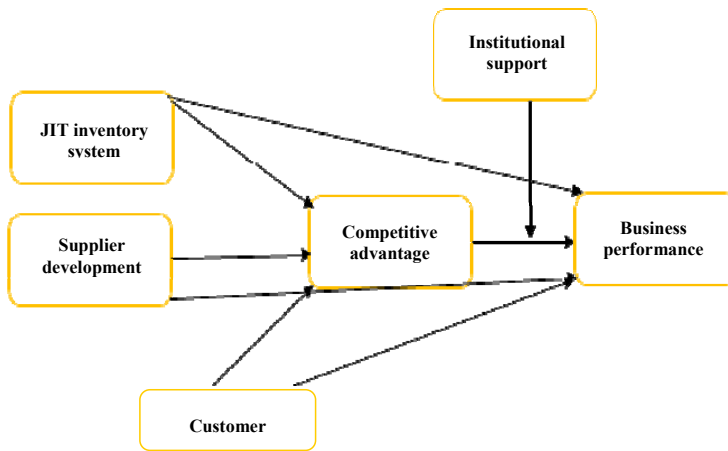 Institutional
support
JIT inventory
system
Supplier
development
Competitive
advantage
Business
performance
Customer